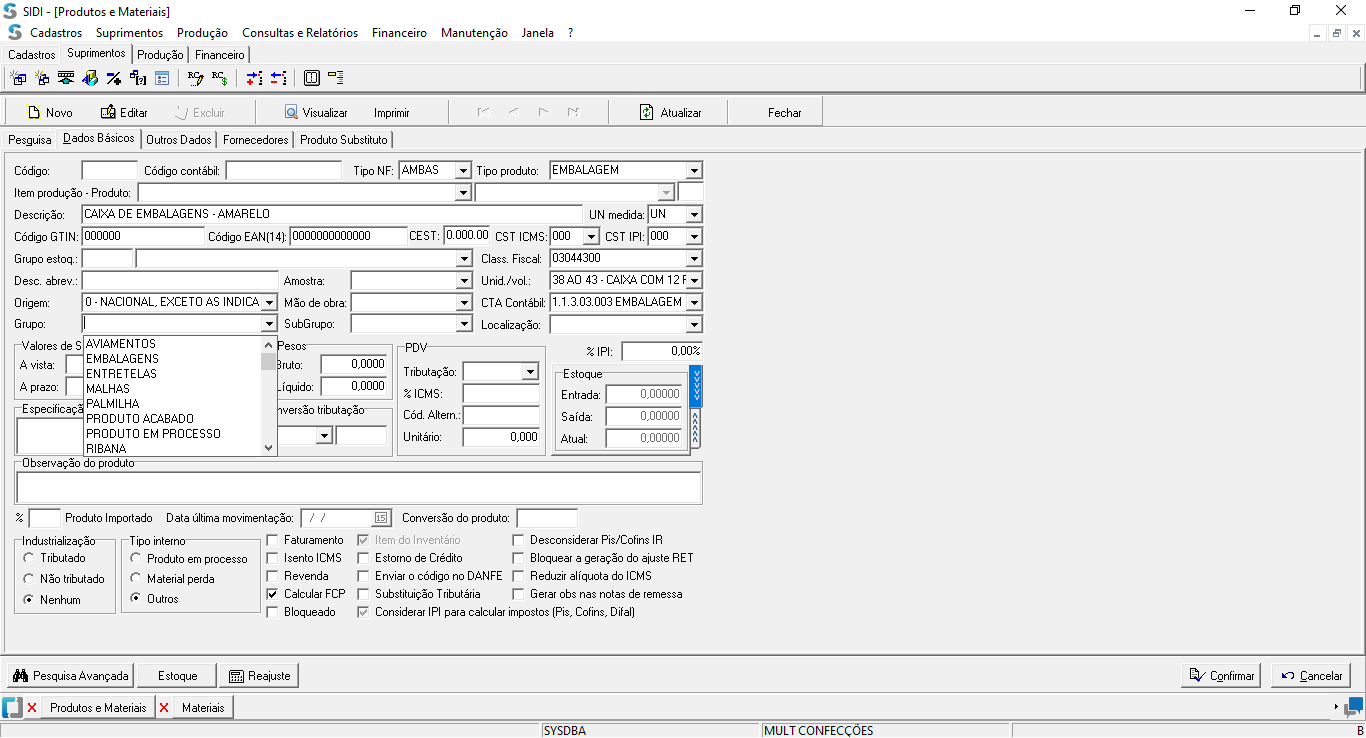 SIDI - [Produtos e Materiais]
Cadastros Suprimentos Produção Consultas e Relatórios Financeiro Manutenção Janela ?
Cadastros Suprimentos Produção Financeiro
Novo Editar Excluir Visualizar Imprimir Atualizar Fechar
Pesquisa Dados Básicos Outros Dados Fornecedores Produto Substituto
Código: Código contábil: Tipo NF: AMBAS Tipo produto: EMBALAGEM
Item produção - Produto:
Descrição: CAIXA DE EMBALAGENS - AMARELO UN medida: UN
Código GTIN: 000000 Código EAN(14): 0000000000000 CEST: 0.000.00 CST ICMS: 000 CST IPI: 000
Grupo estoq.: Class. Fiscal: 03044300
Desc. abrev.: Amostra: Unid./vol.: 38 AO 43 - CAIXA COM 12 F
Origem: 0 - NACIONAL, EXCETO AS INDICA Mão de obra: CTA Contábil: 1.1.3.03.003 EMBALAGEM
Grupo: SubGrupo: Localização:
AVIAMENTOS
EMBALAGENS
ENTRETELAS
MALHAS
PALMILHA
PRODUTO ACABADO
PRODUTO EM PROCESSO
RIBANA
Valores de S Pesos PDV % IPI: 0,00%
A vista: Bruto: 0,0000 Tributação: Estoque
A prazo: Líquido: 0,0000 % ICMS: Entrada: 0,00000
Especificaçã nversão tributação Cód. Altern.: Saída: 0,00000
Unitário: 0,000 Atual: 0,00000
Observação do produto
% Produto Importado Data última movimentação: / / 15 Conversão do produto:
Industrialização Tipo interno Faturamento Item do Inventário Desconsiderar Pis/Cofins IR
Tributado Produto em processo Isento ICMS Estorno de Crédito Bloquear a geração do ajuste RET
Não tributado Material perda Revenda Enviar o código no DANFE Reduzir alíquota do ICMS
Nenhum Outros Calcular FCP Substituição Tributária Gerar obs nas notas de remessa
Bloqueado Considerar IPI para calcular impostos (Pis, Cofins, Difal)
Pesquisa Avançada Estoque Reajuste Confirmar Cancelar
Produtos e Materiais Materiais
SYSDBA MULT CONFECÇÕES B